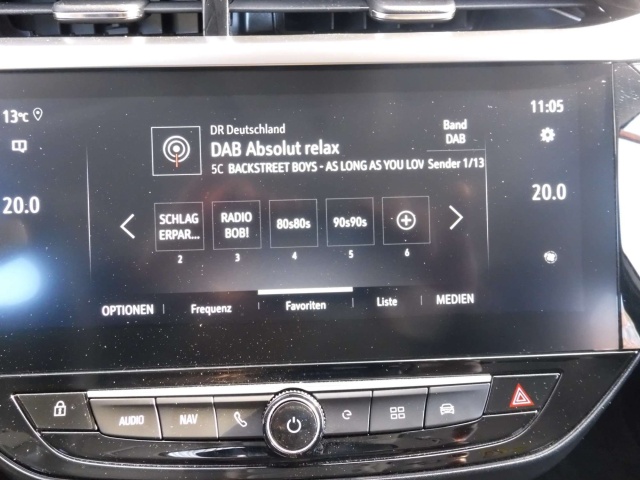 13°C
11:05
DR Deutschland
Band
DAB
DAB Absolut relax
5C BACKSTREET BOYS - AS LONG AS YOU LOV
Sender 1/13
20.0
20.0
SCHLAG
ERPAR...
RADIO
BOB!
80s80s
90s90s
2
3
4
5
6
OPTIONEN
Frequenz
Favoriten
Liste
MEDIEN
AUDIO
NAV